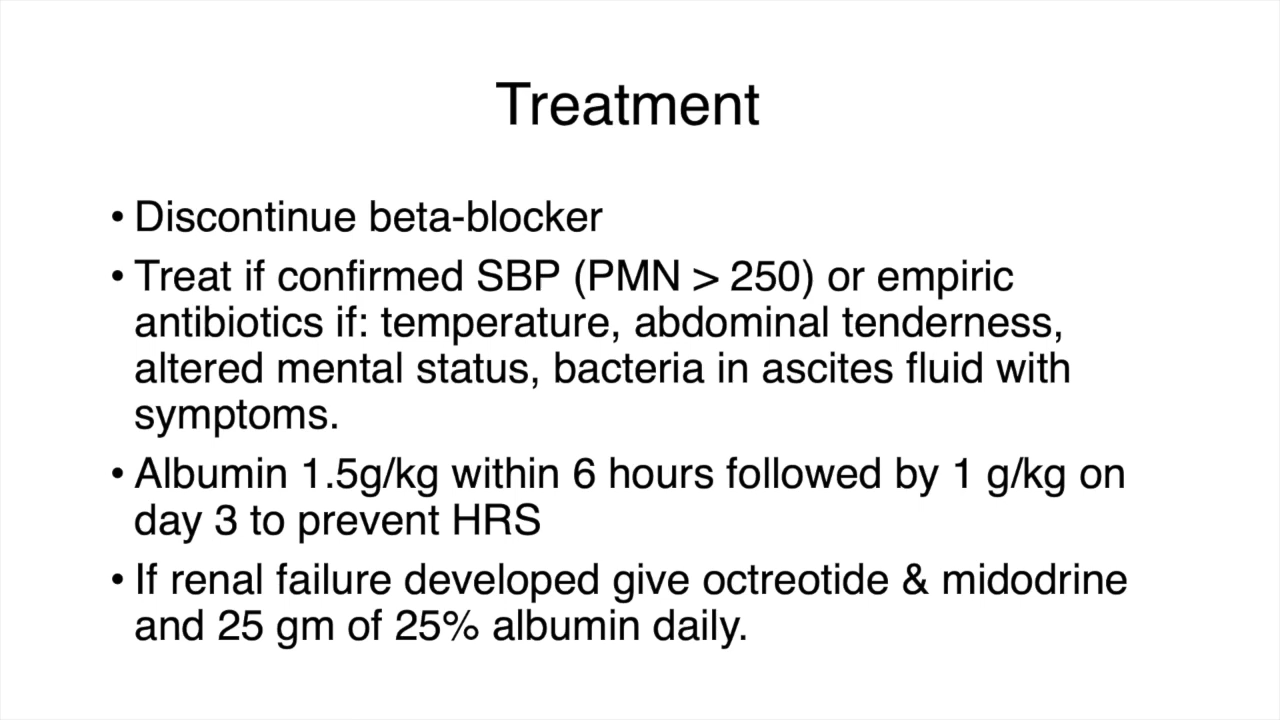 Treatment
• Discontinue beta-blocker
• Treat if confirmed SBP (PMN > 250) or empiric
antibiotics if: temperature, abdominal tenderness,
altered mental status, bacteria in ascites fluid with
symptoms.
• Albumin 1.5g/kg within 6 hours followed by 1 g/kg on
day 3 to prevent HRS
• If renal failure developed give octreotide & midodrine
and 25 gm of 25% albumin daily.